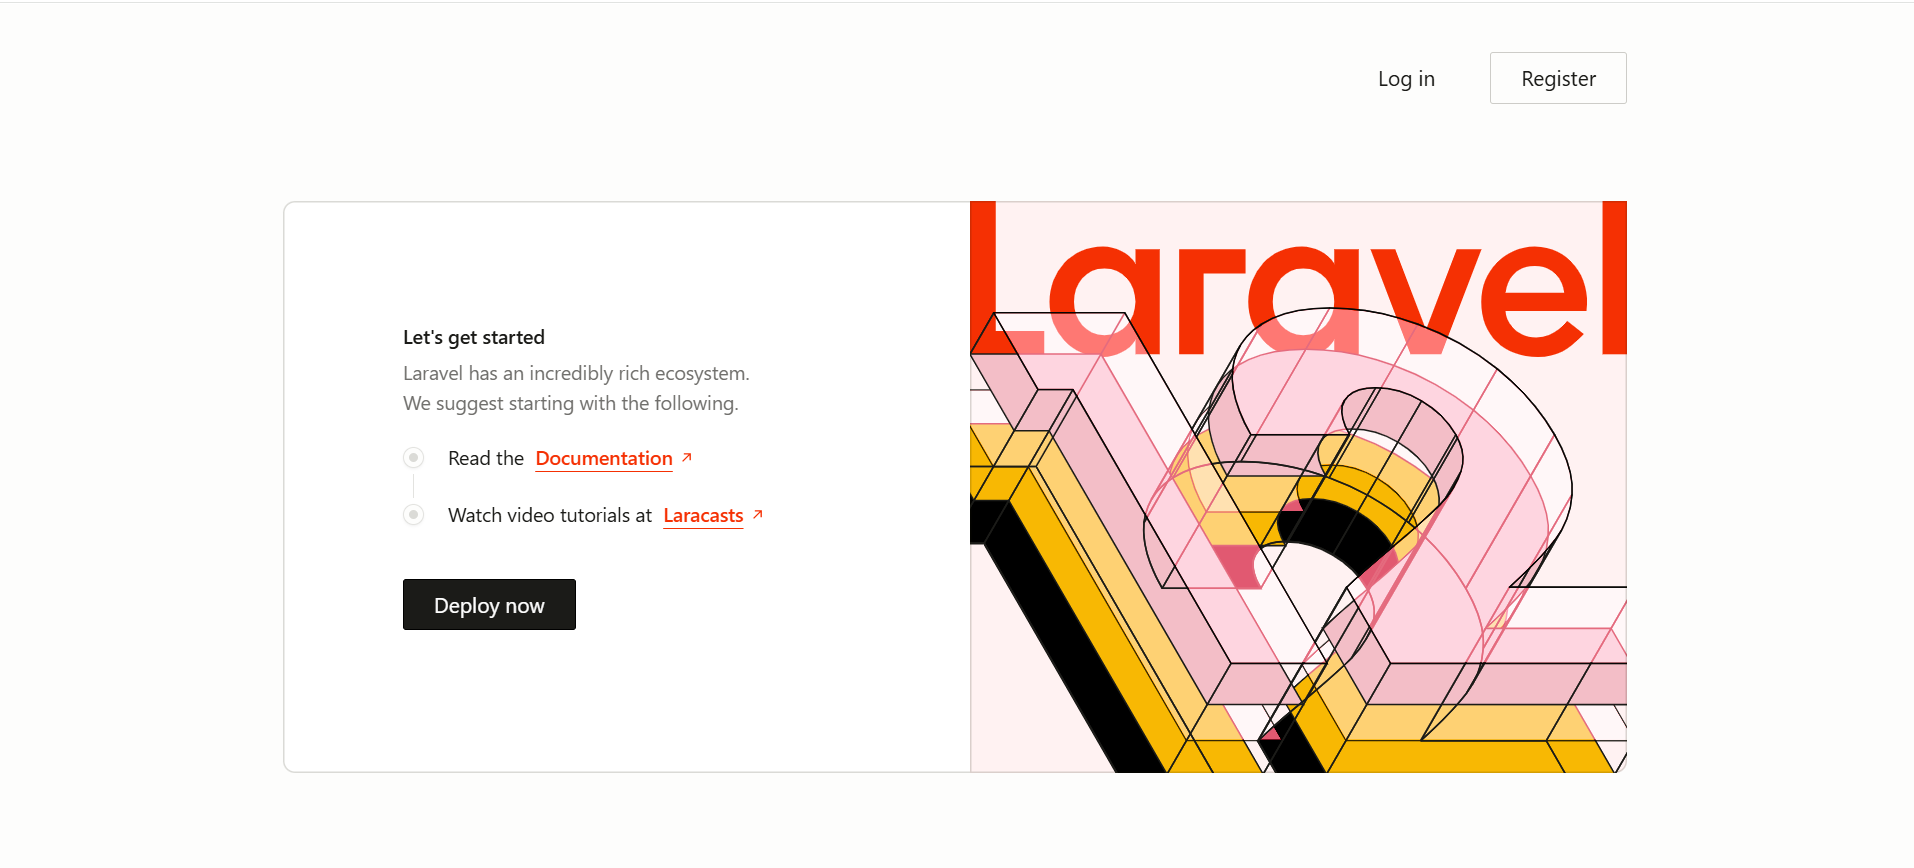 Log in
Register
Laravel
Let's get started
Laravel has an incredibly rich ecosystem.
We suggest starting with the following.
Read the Documentation ↗
Watch video tutorials at Laracasts ↗
Deploy now